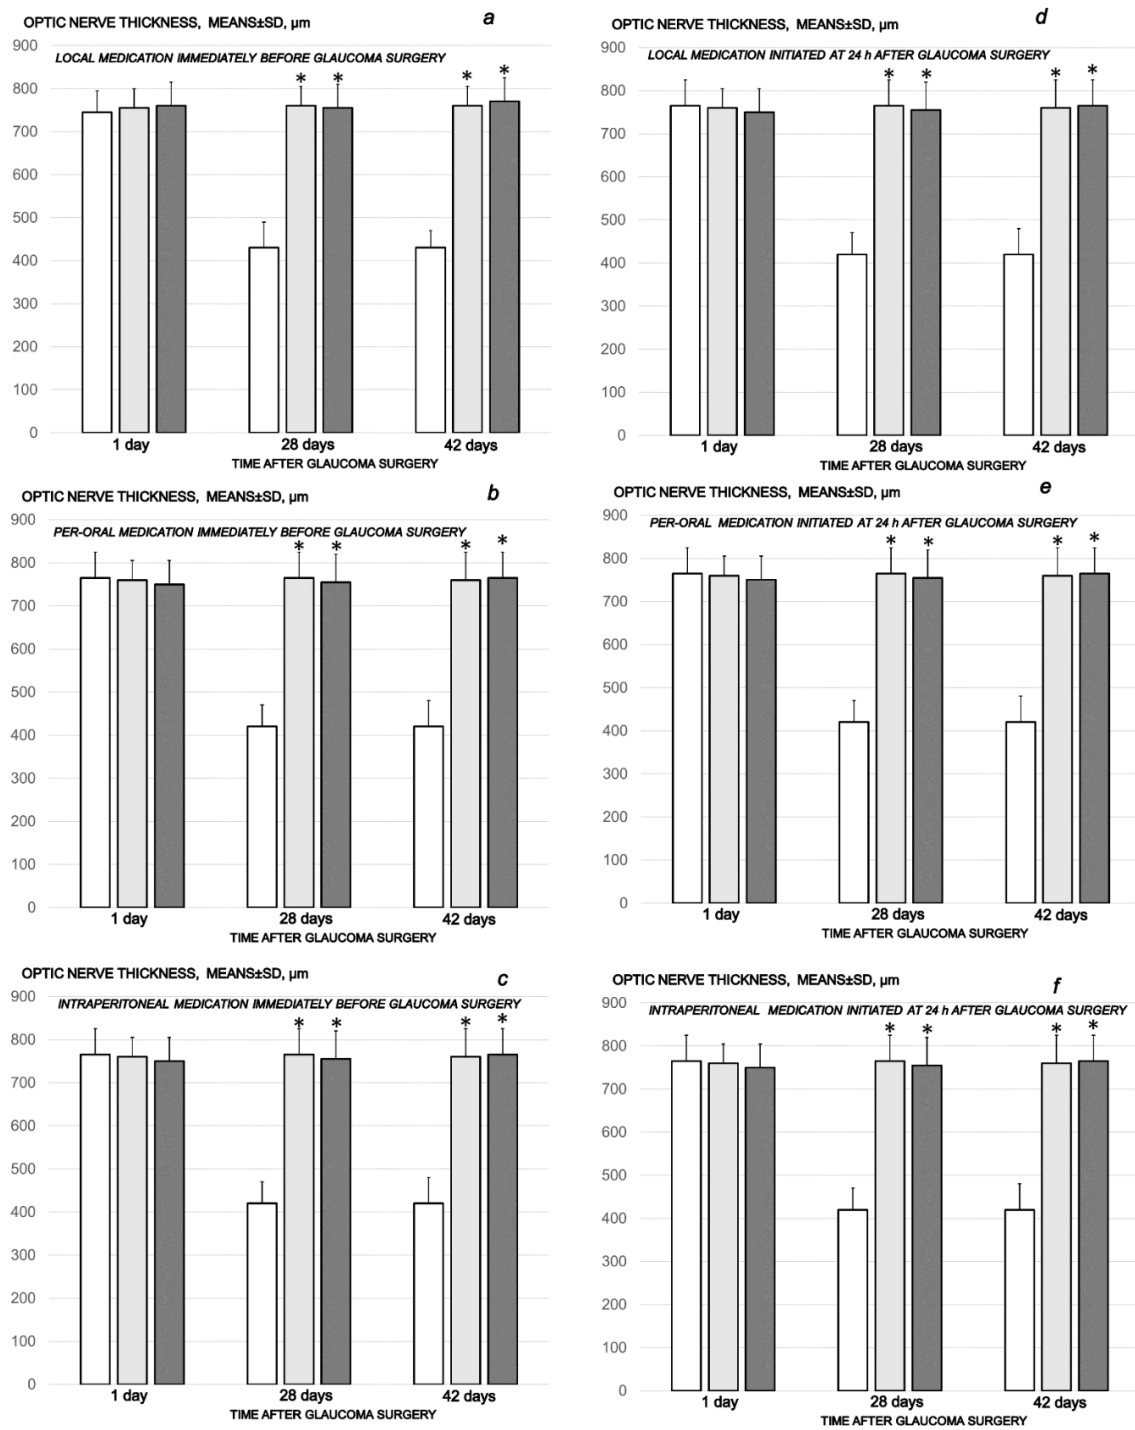 a
OPTIC NERVE THICKNESS, MEANS±SD, µm
LOCAL MEDICATION IMMEDIATELY BEFORE GLAUCOMA SURGERY
900
800
700
600
500
400
300
200
100
0
* * * *
1 day 28 days 42 days
TIME AFTER GLAUCOMA SURGERY
d
OPTIC NERVE THICKNESS, MEANS±SD, µm
LOCAL MEDICATION INITIATED AT 24 h AFTER GLAUCOMA SURGERY
900
800
700
600
500
400
300
200
100
0
* * * *
1 day 28 days 42 days
TIME AFTER GLAUCOMA SURGERY
b
OPTIC NERVE THICKNESS, MEANS±SD, µm
PER-ORAL MEDICATION IMMEDIATELY BEFORE GLAUCOMA SURGERY
900
800
700
600
500
400
300
200
100
0
* * * *
1 day 28 days 42 days
TIME AFTER GLAUCOMA SURGERY
e
OPTIC NERVE THICKNESS, MEANS±SD, µm
PER-ORAL MEDICATION INITIATED AT 24 h AFTER GLAUCOMA SURGERY
900
800
700
600
500
400
300
200
100
0
* * * *
1 day 28 days 42 days
TIME AFTER GLAUCOMA SURGERY
c
OPTIC NERVE THICKNESS, MEANS±SD, µm
INTRAPERITONEAL MEDICATION IMMEDIATELY BEFORE GLAUCOMA SURGERY
900
800
700
600
500
400
300
200
100
0
* * * *
1 day 28 days 42 days
TIME AFTER GLAUCOMA SURGERY
f
OPTIC NERVE THICKNESS, MEANS±SD, µm
INTRAPERITONEAL MEDICATION INITIATED AT 24 h AFTER GLAUCOMA SURGERY
900
800
700
600
500
400
300
200
100
0
* * * *
1 day 28 days 42 days
TIME AFTER GLAUCOMA SURGERY